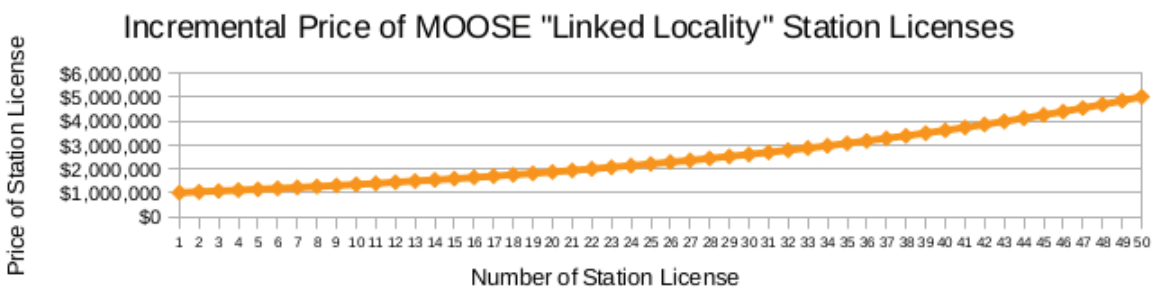 Incremental Price of MOOSE "Linked Locality" Station Licenses
Price of Station License
$6,000,000
$5,000,000
$4,000,000
$3,000,000
$2,000,000
$1,000,000
$0
1 2 3 4 5 6 7 8 9 10 11 12 13 14 15 16 17 18 19 20 21 22 23 24 25 26 27 28 29 30 31 32 33 34 35 36 37 38 39 40 41 42 43 44 45 46 47 48 49 50
Number of Station License